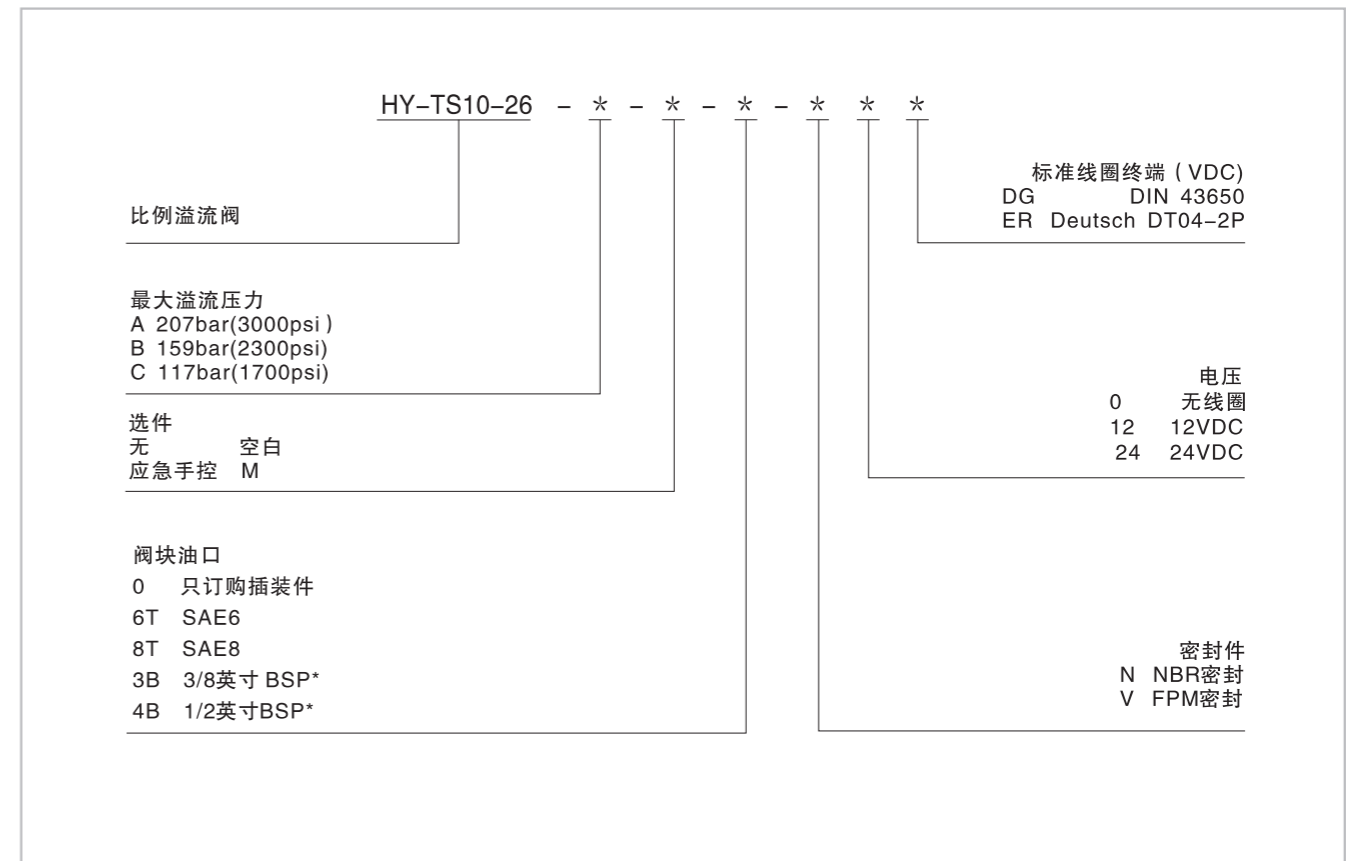 HY-TS10-26 - * - * - * - * * *
比例溢流阀
最大溢流压力
A 207bar(3000psi)
B 159bar(2300psi)
C 117bar(1700psi)
选件
无 空白
应急手控 M
阀块油口
0 只订购插装件
6T SAE6
8T SAE8
3B 3/8英寸 BSP*
4B 1/2英寸BSP*
标准线圈终端(VDC)
DG DIN 43650
ER Deutsch DT04-2P
电压
0 无线圈
12 12VDC
24 24VDC
密封件
N NBR密封
V FPM密封